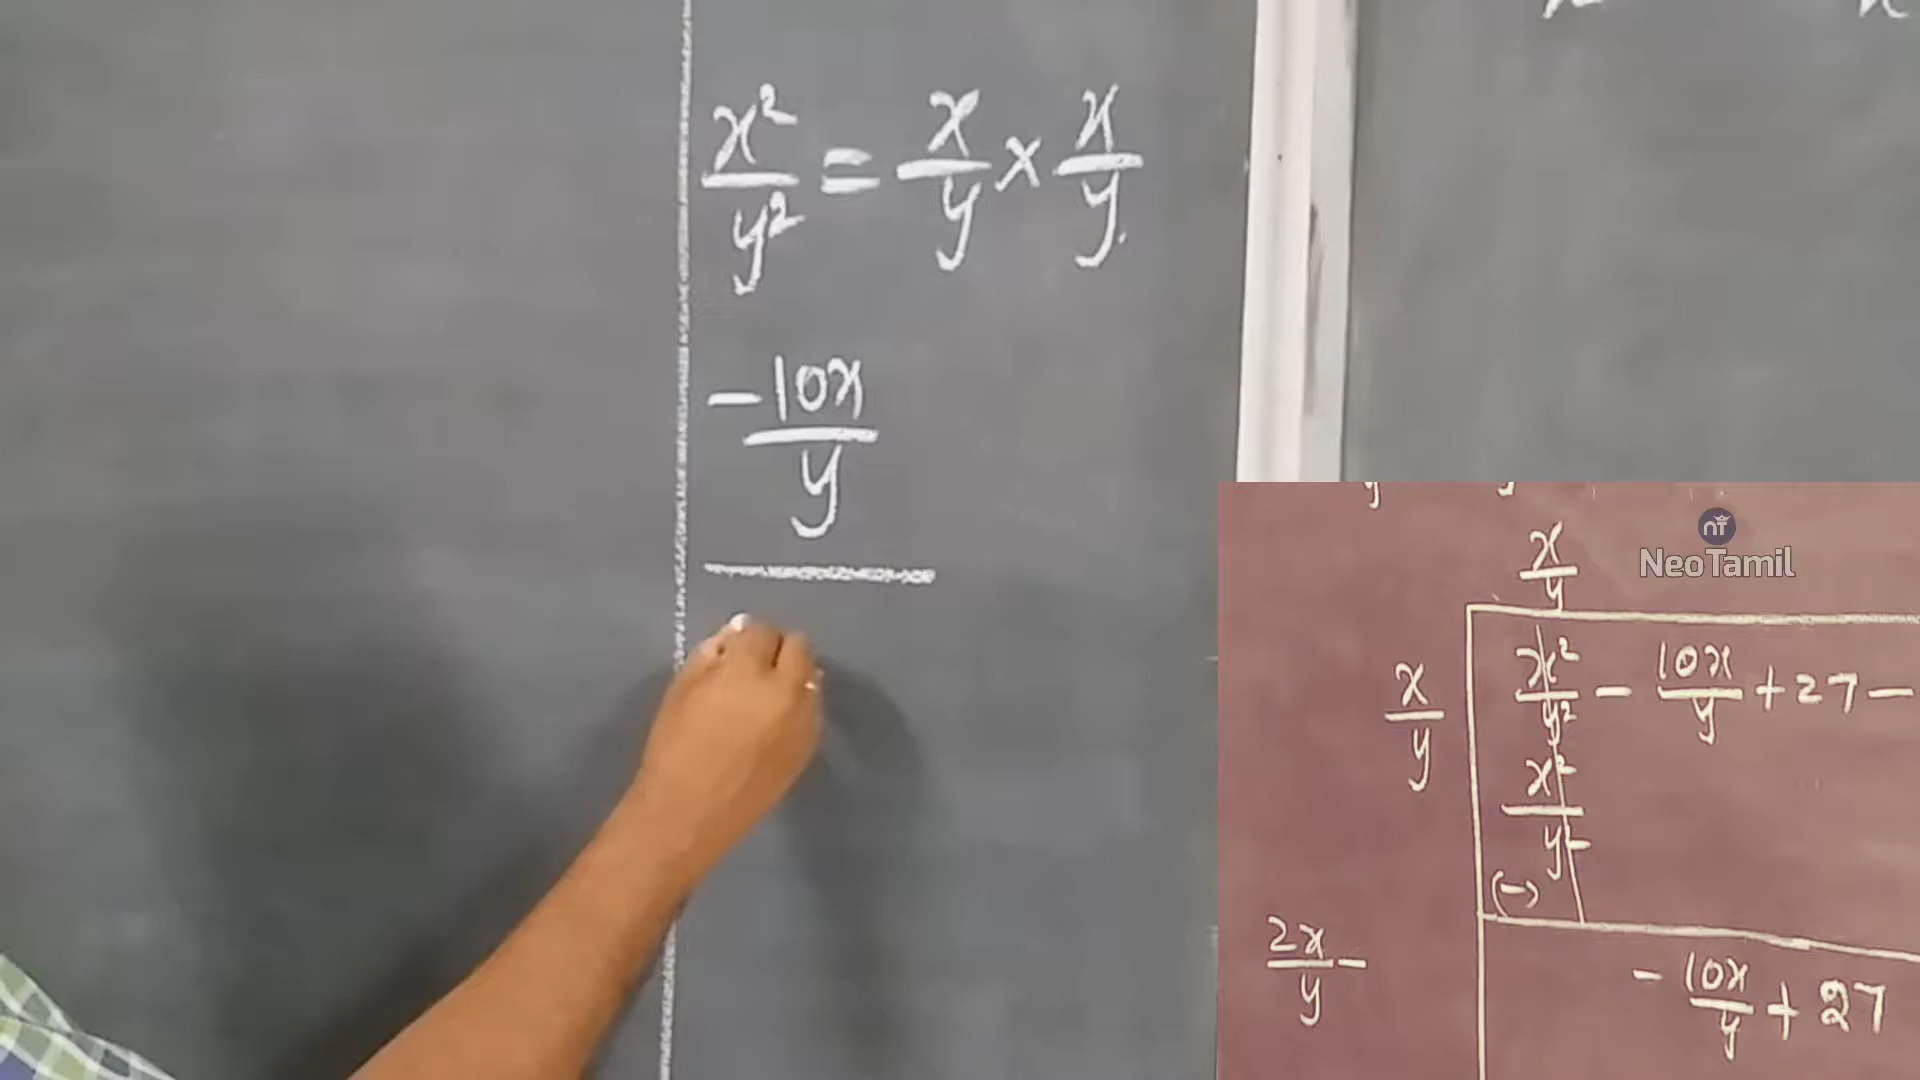 x²/y² = x/y × x/y.
-10x/y
NeoTamil
x/y
x/y
x²/y² - 10x/y + 27 -
x²/y²
(-)
2x/y -
- 10x/y + 27